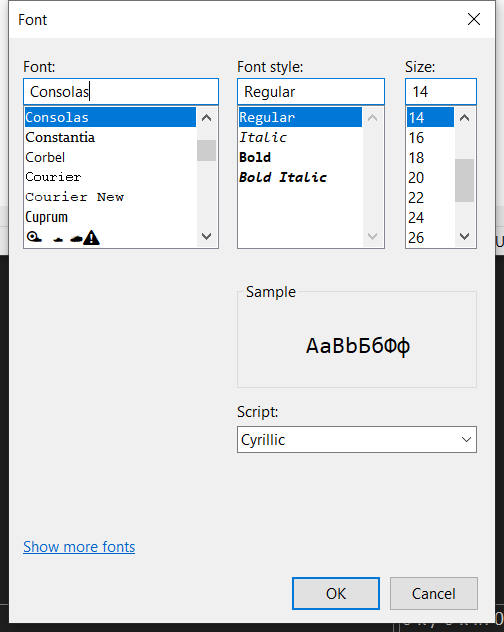 Font
Font:
Consolas
Consolas
Constantia
Corbel
Courier
Courier New
Cuprum
Font style:
Regular
Regular
Italic
Bold
Bold Italic
Size:
14
14
16
18
20
22
24
26
Sample
AaBbБбФф
Script:
Cyrillic
Show more fonts
OK
Cancel